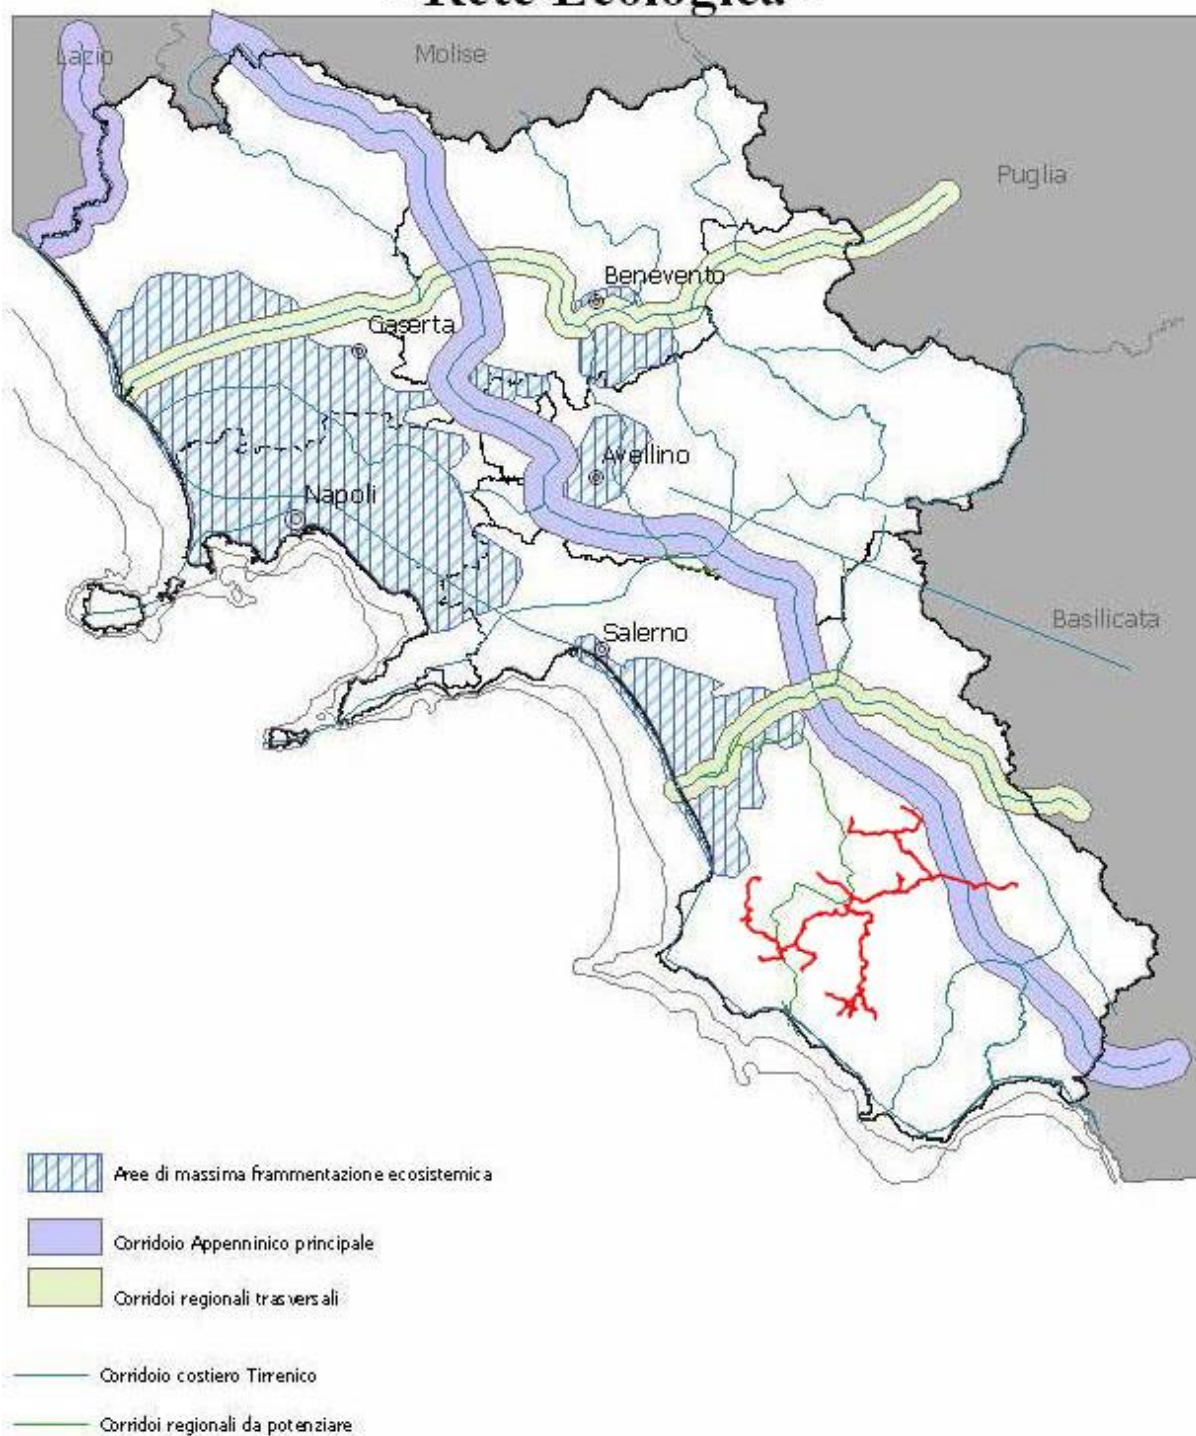 - Rete Ecologica -
Lazio
Molise
Puglia
Benevento
Caserta
Avellino
Napoli
Salerno
Basilicata
Aree di massima frammentazione ecosistemica
Corridoio Appenninico principale
Corridoi regionali trasversali
Corridoio costiero Tirrenico
Corridoi regionali da potenziare